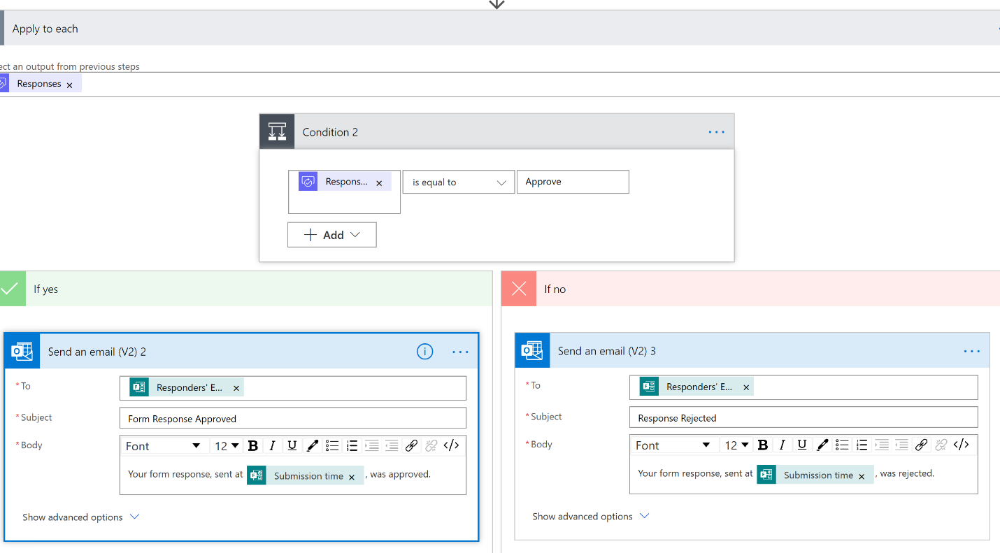 Apply to each
ect an output from previous steps
Responses ×
Condition 2
Respons... × is equal to Approve
Add
If yes
If no
Send an email (V2) 2
*To Responders' E... ×
*Subject Form Response Approved
*Body Font 12 B I U </>
Your form response, sent at Submission time × , was approved.
Show advanced options
Send an email (V2) 3
*To Responders' E... ×
*Subject Response Rejected
*Body Font 12 B I U </>
Your form response, sent at Submission time × , was rejected.
Show advanced options